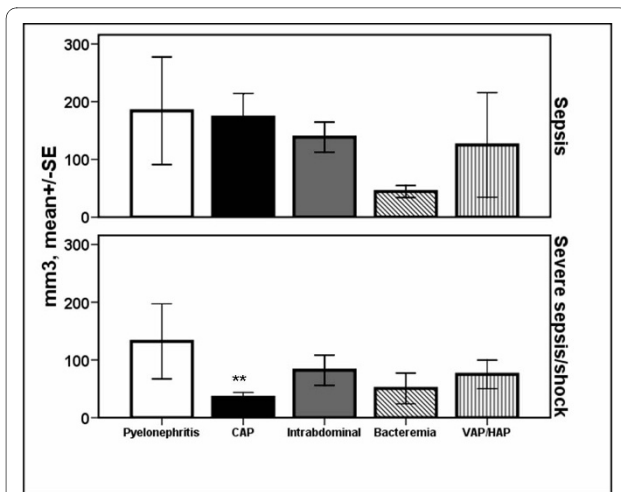 300
200
100
0
Sepsis
300
200
100
0
Severe sepsis/shock
mm3, mean+/-SE
**
Pyelonephritis CAP Intrabdominal Bacteremia VAP/HAP